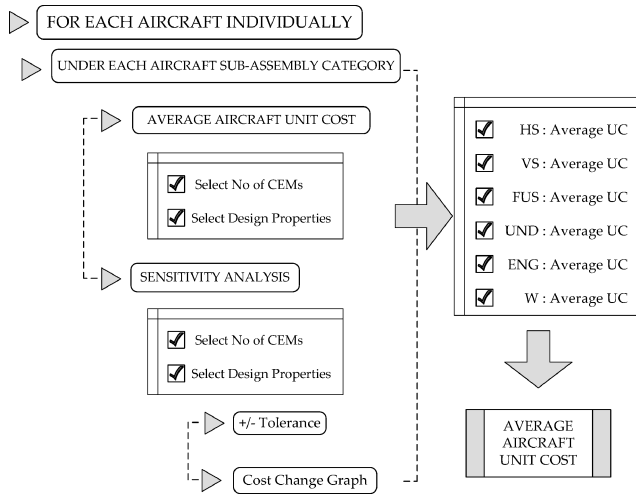 FOR EACH AIRCRAFT INDIVIDUALLY
UNDER EACH AIRCRAFT SUB-ASSEMBLY CATEGORY
AVERAGE AIRCRAFT UNIT COST
Select No of CEMs
Select Design Properties
SENSITIVITY ANALYSIS
Select No of CEMs
Select Design Properties
+/- Tolerance
Cost Change Graph
HS : Average UC
VS : Average UC
FUS : Average UC
UND : Average UC
ENG : Average UC
W : Average UC
AVERAGE
AIRCRAFT
UNIT COST